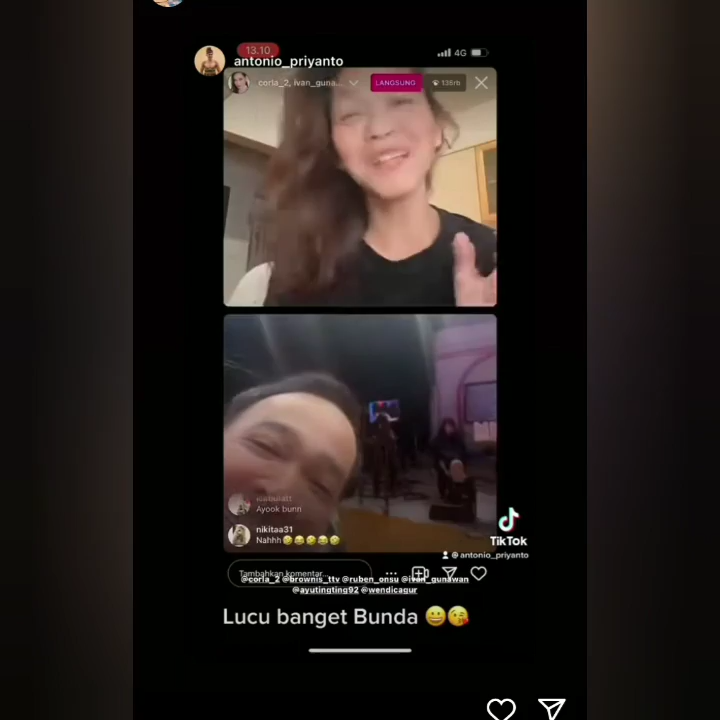 13.10
4G
antonio_priyanto
corla_2, ivan_guna...
LANGSUNG
136rb
Ayook bunn
nikitaa31
Nahhh🤣😂🤣😂🤣
TikTok
@antonio_priyanto
Tambahkan komentar...
@corla_2 @brownis_ttv @ruben_onsu @ivan_gunawan
@ayutingting92 @wendicagur
Lucu banget Bunda 😀😘